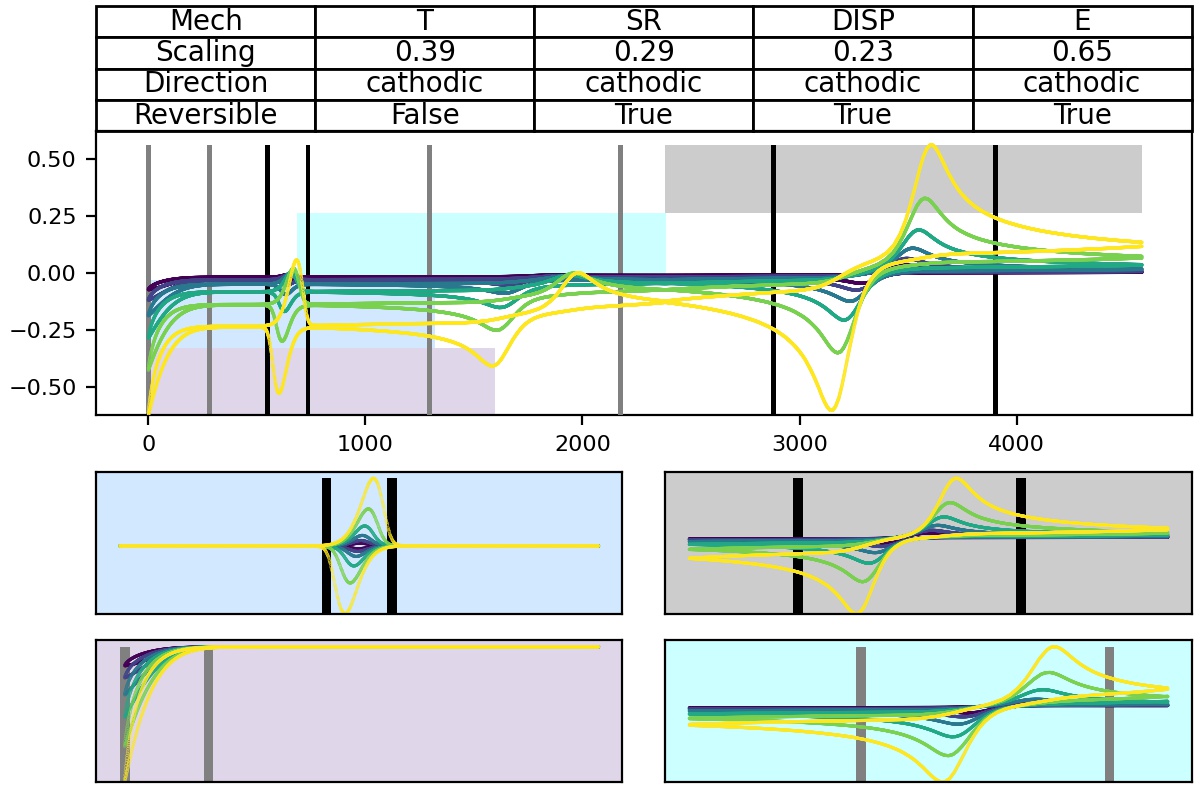 Mech T SR DISP E
Scaling 0.39 0.29 0.23 0.65
Direction cathodic cathodic cathodic cathodic
Reversible False True True True
0.50
0.25
0.00
−0.25
−0.50
0 1000 2000 3000 4000